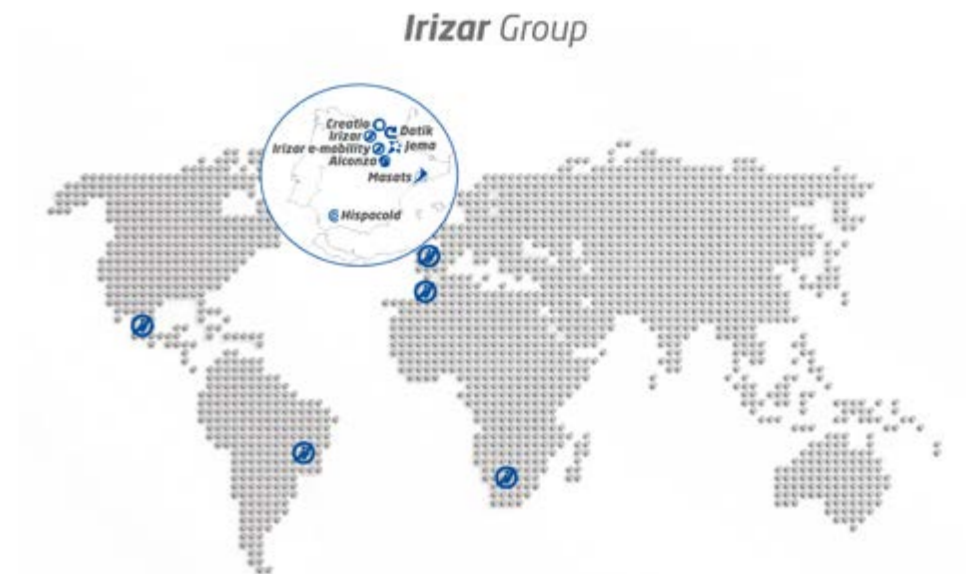 Irizar Group
Creatio
Datik
Irizar
Irizar e-mobility
Jema
Alconza
Masats
Hispacold